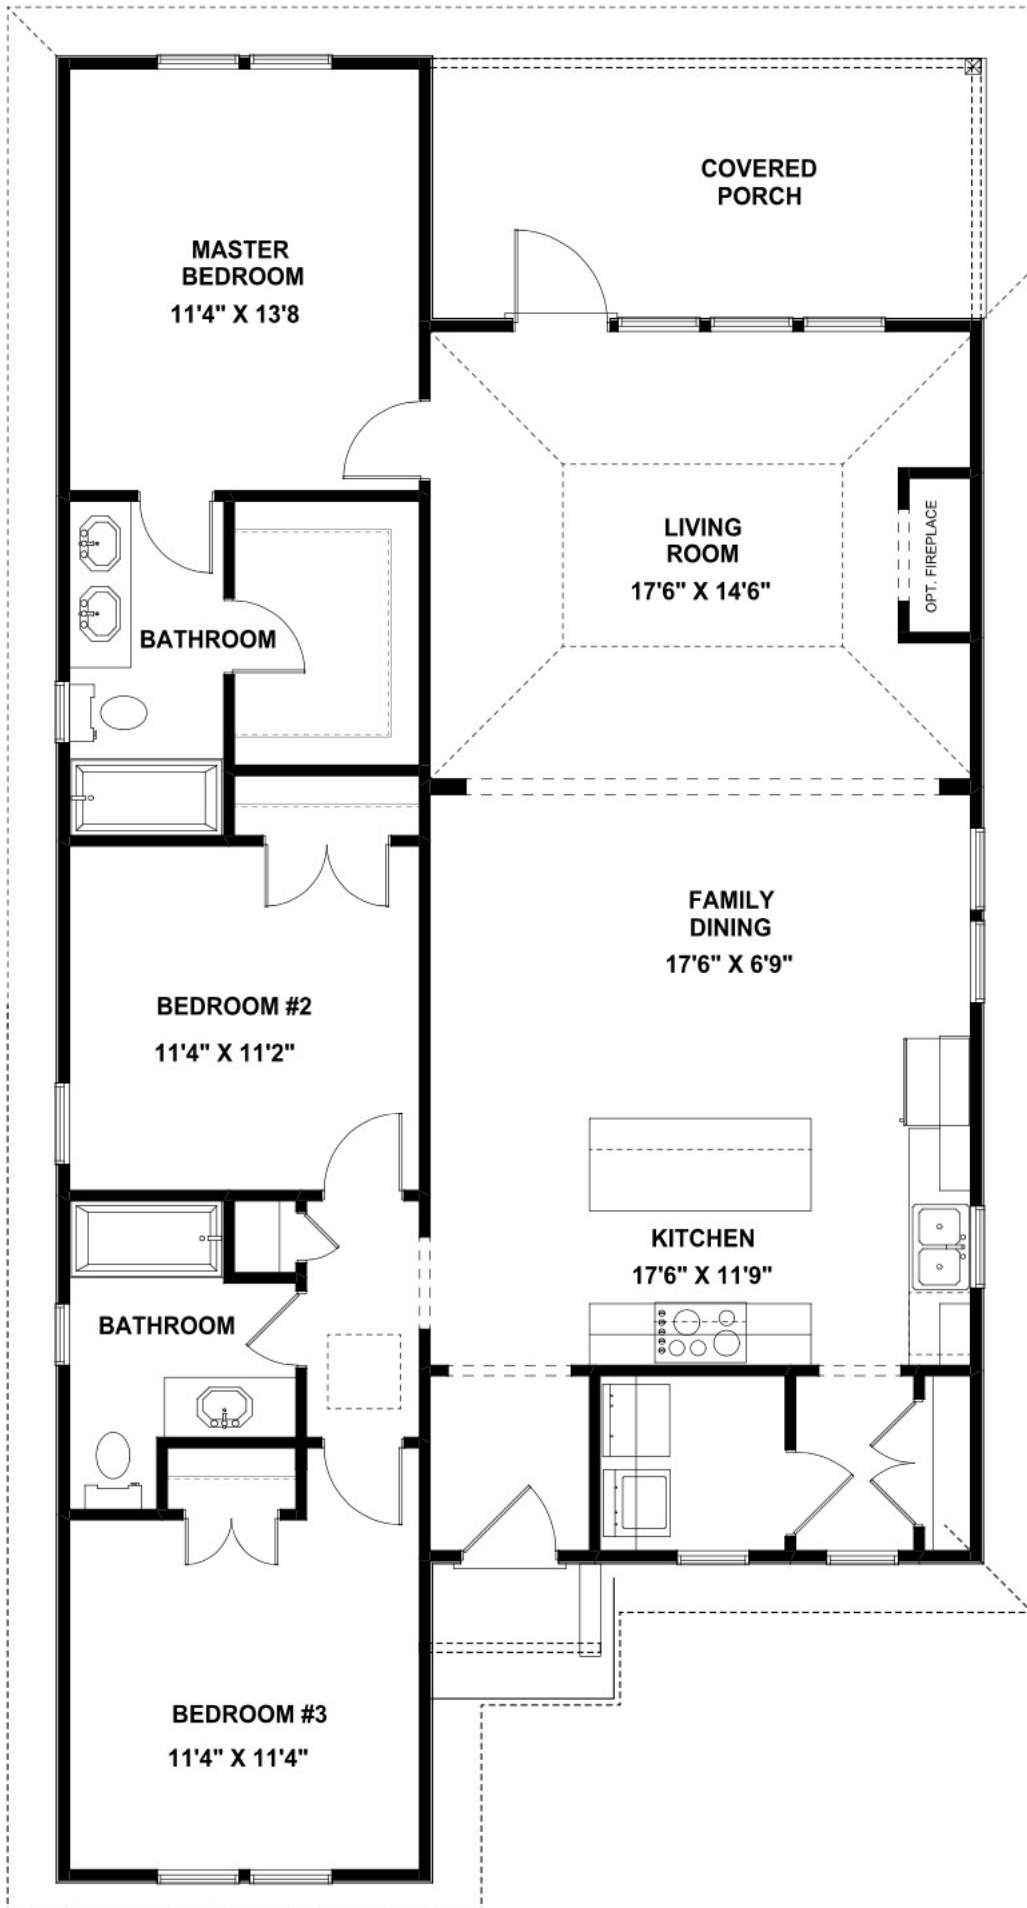 COVERED
PORCH
MASTER
BEDROOM
11'4" X 13'8
LIVING
ROOM
17'6" X 14'6"
OPT. FIREPLACE
BATHROOM
FAMILY
DINING
17'6" X 6'9"
BEDROOM #2
11'4" X 11'2"
KITCHEN
17'6" X 11'9"
BATHROOM
BEDROOM #3
11'4" X 11'4"